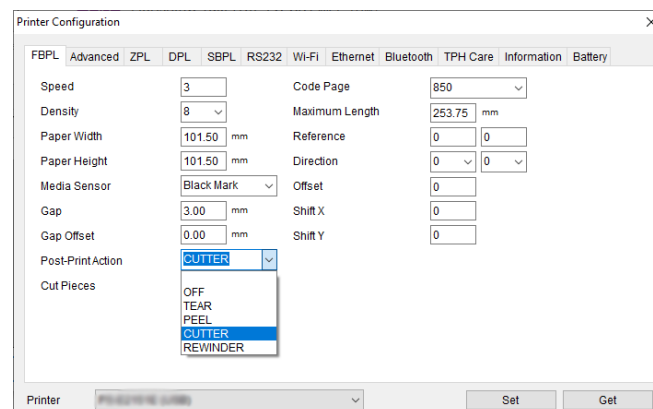 Printer Configuration
FBPL Advanced ZPL DPL SBPL RS232 Wi-Fi Ethernet Bluetooth TPH Care Information Battery
Speed 3 Code Page 850
Density 8 Maximum Length 253.75 mm
Paper Width 101.50 mm Reference 0 0
Paper Height 101.50 mm Direction 0 0
Media Sensor Black Mark Offset 0
Gap 3.00 mm Shift X 0
Gap Offset 0.00 mm Shift Y 0
Post-Print Action CUTTER
Cut Pieces
OFF
TEAR
PEEL
CUTTER
REWINDER
Printer Set Get